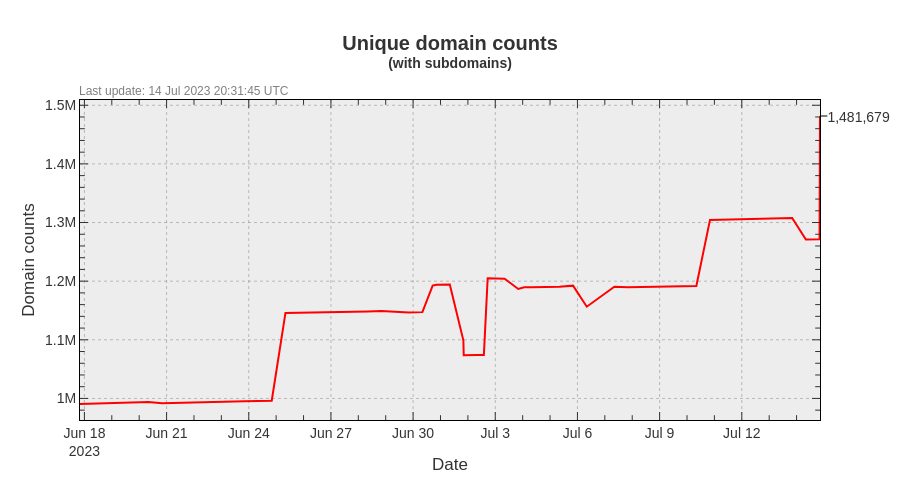 Unique domain counts
(with subdomains)
Last update: 14 Jul 2023 20:31:45 UTC
1.5M
1,481,679
1.4M
1.3M
1.2M
1.1M
1M
Domain counts
Jun 18 Jun 21 Jun 24 Jun 27 Jun 30 Jul 3 Jul 6 Jul 9 Jul 12
2023
Date